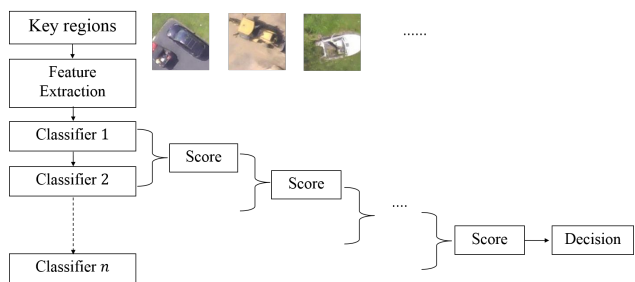 Key regions
......
Feature
Extraction
Classifier 1
Score
Classifier 2
Score
....
Score
Decision
Classifier n